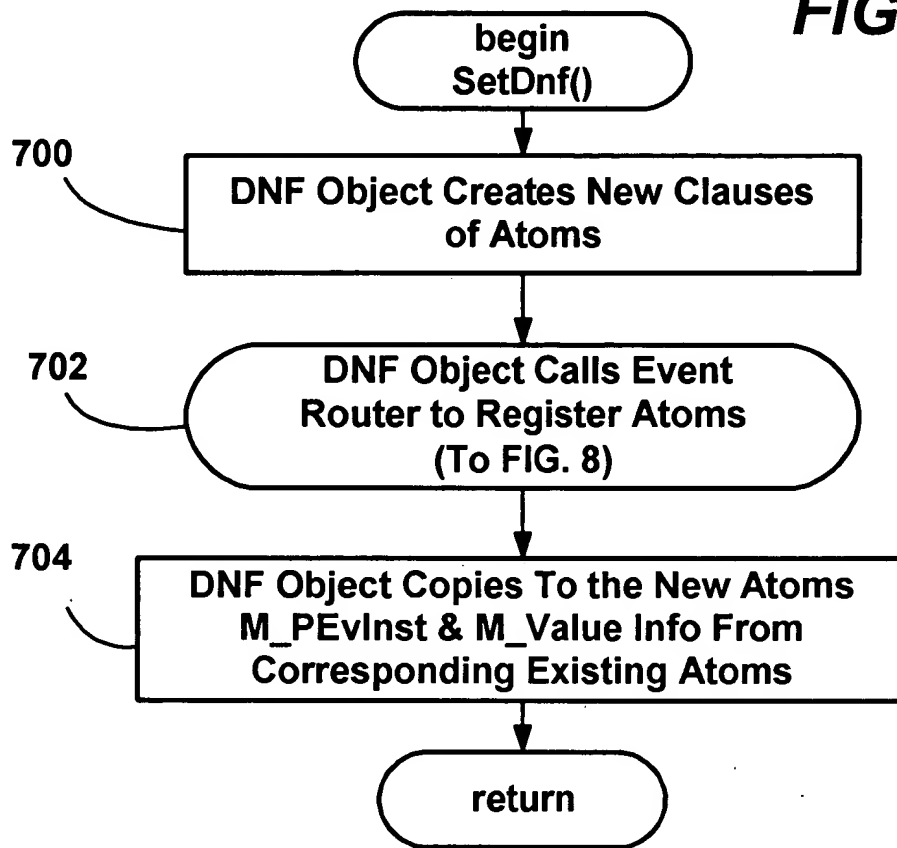 FIG
begin
SetDnf()
700
DNF Object Creates New Clauses
of Atoms
702
DNF Object Calls Event
Router to Register Atoms
(To FIG. 8)
704
DNF Object Copies To the New Atoms
M_PEvInst & M_Value Info From
Corresponding Existing Atoms
return